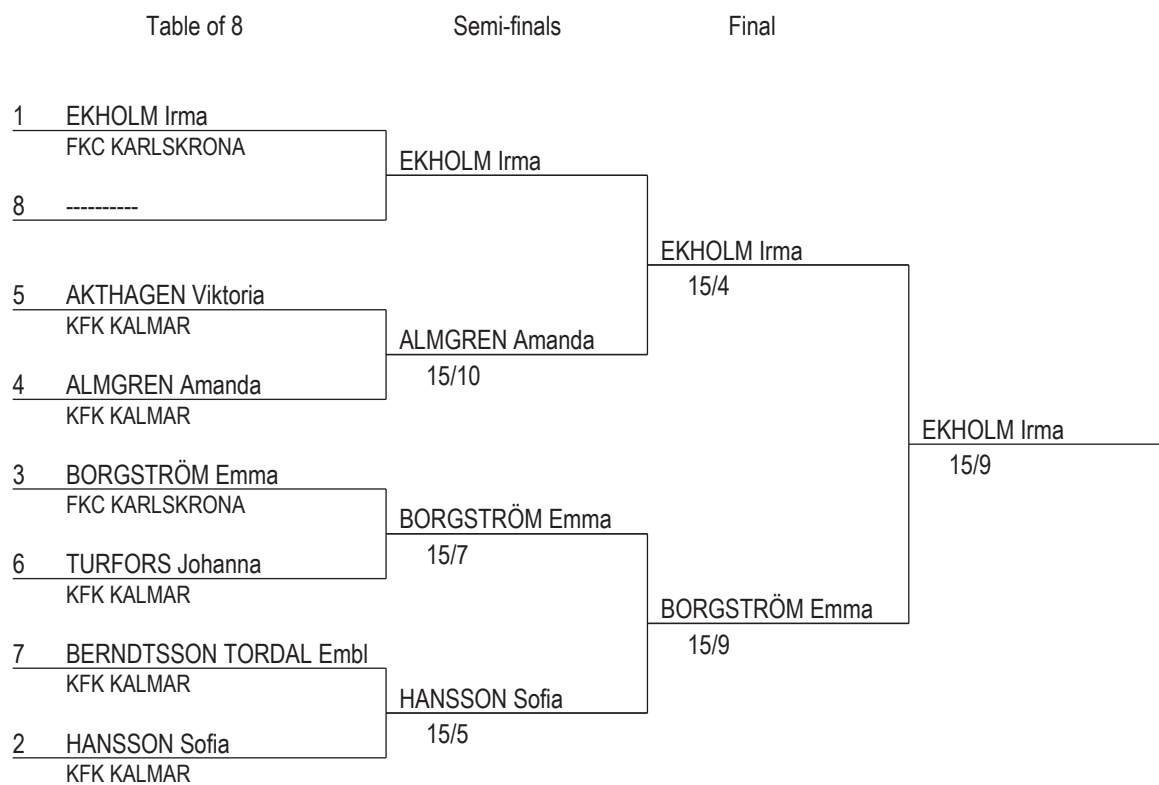 Table of 8 Semi-finals Final
1 EKHOLM Irma
FKC KARLSKRONA
EKHOLM Irma
8 ----------
EKHOLM Irma
15/4
5 AKTHAGEN Viktoria
KFK KALMAR
ALMGREN Amanda
15/10
4 ALMGREN Amanda
KFK KALMAR
EKHOLM Irma
15/9
3 BORGSTRÖM Emma
FKC KARLSKRONA
BORGSTRÖM Emma
15/7
6 TURFORS Johanna
KFK KALMAR
BORGSTRÖM Emma
15/9
7 BERNDTSSON TORDAL Embl
KFK KALMAR
HANSSON Sofia
15/5
2 HANSSON Sofia
KFK KALMAR